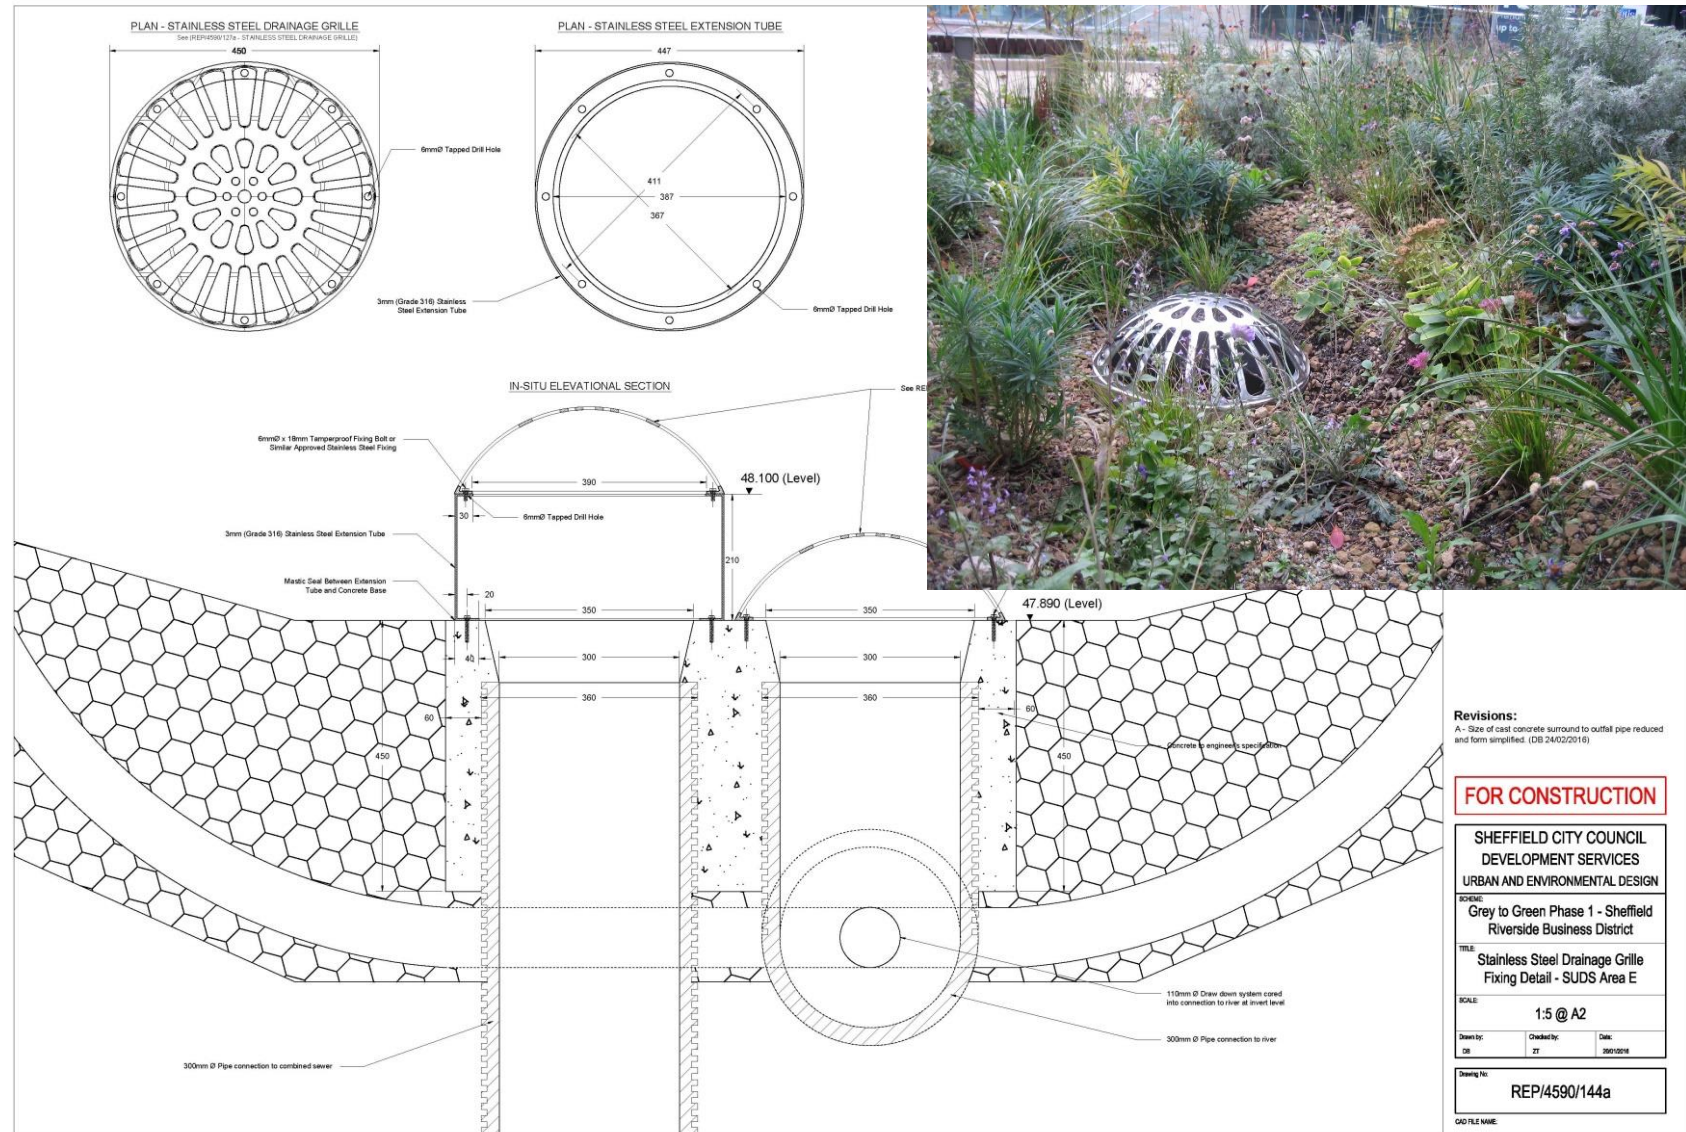 PLAN - STAINLESS STEEL DRAINAGE GRILLE
See (REP/4590/127a - STAINLESS STEEL DRAINAGE GRILLE)
450
6mmØ Tapped Drill Hole
PLAN - STAINLESS STEEL EXTENSION TUBE
447
411
387
367
3mm (Grade 316) Stainless
Steel Extension Tube
6mmØ Tapped Drill Hole
up to
IN-SITU ELEVATIONAL SECTION
See RE
6mmØ x 18mm Tamperproof Fixing Bolt or
Similar Approved Stainless Steel Fixing
390
48.100 (Level)
30
6mmØ Tapped Drill Hole
3mm (Grade 316) Stainless Steel Extension Tube
210
Mastic Seal Between Extension
Tube and Concrete Base
20
350
350
47.890 (Level)
40
300
300
360
360
60
60
450
450
Concrete to engineers specification
110mm Ø Draw down system cored
into connection to river at invert level
300mm Ø Pipe connection to river
300mm Ø Pipe connection to combined sewer
Revisions:
A - Size of cast concrete surround to outfall pipe reduced
and form simplified. (DB 24/02/2016)
FOR CONSTRUCTION
SHEFFIELD CITY COUNCIL
DEVELOPMENT SERVICES
URBAN AND ENVIRONMENTAL DESIGN
SCHEME:
Grey to Green Phase 1 - Sheffield
Riverside Business District
TITLE:
Stainless Steel Drainage Grille
Fixing Detail - SUDS Area E
SCALE:
1:5 @ A2
Drawn by:
DB
Checked by:
ZT
Date:
20/01/2016
Drawing No:
REP/4590/144a
CAD FILE NAME: